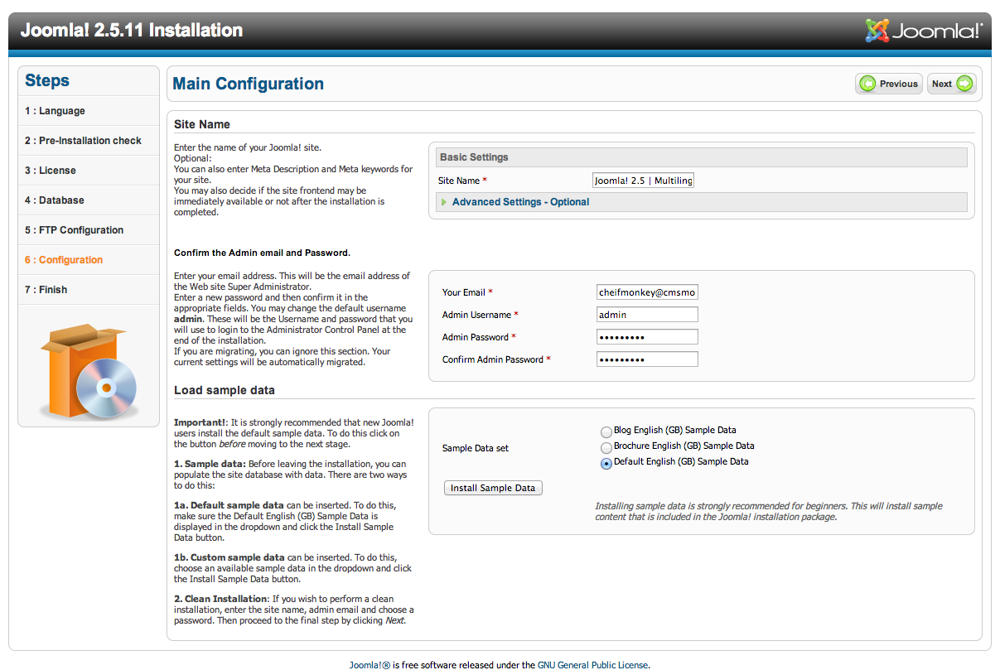 Joomla! 2.5.11 Installation
Joomla!
Steps
1 : Language
2 : Pre-Installation check
3 : License
4 : Database
5 : FTP Configuration
6 : Configuration
7 : Finish
Main Configuration
Previous
Next
Site Name
Enter the name of your Joomla! site.
Optional:
You can also enter Meta Description and Meta keywords for
your site.
You may also decide if the site frontend may be
immediately available or not after the installation is
completed.
Basic Settings
Site Name *
Joomla! 2.5 | Multiling
Advanced Settings - Optional
Confirm the Admin email and Password.
Enter your email address. This will be the email address of
the Web site Super Administrator.
Enter a new password and then confirm it in the
appropriate fields. You may change the default username
admin. These will be the Username and password that you
will use to login to the Administrator Control Panel at the
end of the installation.
If you are migrating, you can ignore this section. Your
current settings will be automatically migrated.
Your Email *
cheifmonkey@cmsmo
Admin Username *
admin
Admin Password *
•••••••••
Confirm Admin Password *
•••••••••
Load sample data
Important!: It is strongly recommended that new Joomla!
users install the default sample data. To do this click on
the button before moving to the next stage.
1. Sample data: Before leaving the installation, you can
populate the site database with data. There are two ways
to do this:
1a. Default sample data can be inserted. To do this,
make sure the Default English (GB) Sample Data is
displayed in the dropdown and click the Install Sample
Data button.
1b. Custom sample data can be inserted. To do this,
choose an available sample data in the dropdown and click
the Install Sample Data button.
2. Clean Installation: If you wish to perform a clean
installation, enter the site name, admin email and choose a
password. Then proceed to the final step by clicking Next.
Sample Data set
Blog English (GB) Sample Data
Brochure English (GB) Sample Data
Default English (GB) Sample Data
Install Sample Data
Installing sample data is strongly recommended for beginners. This will install sample
content that is included in the Joomla! installation package.
Joomla!® is free software released under the GNU General Public License.